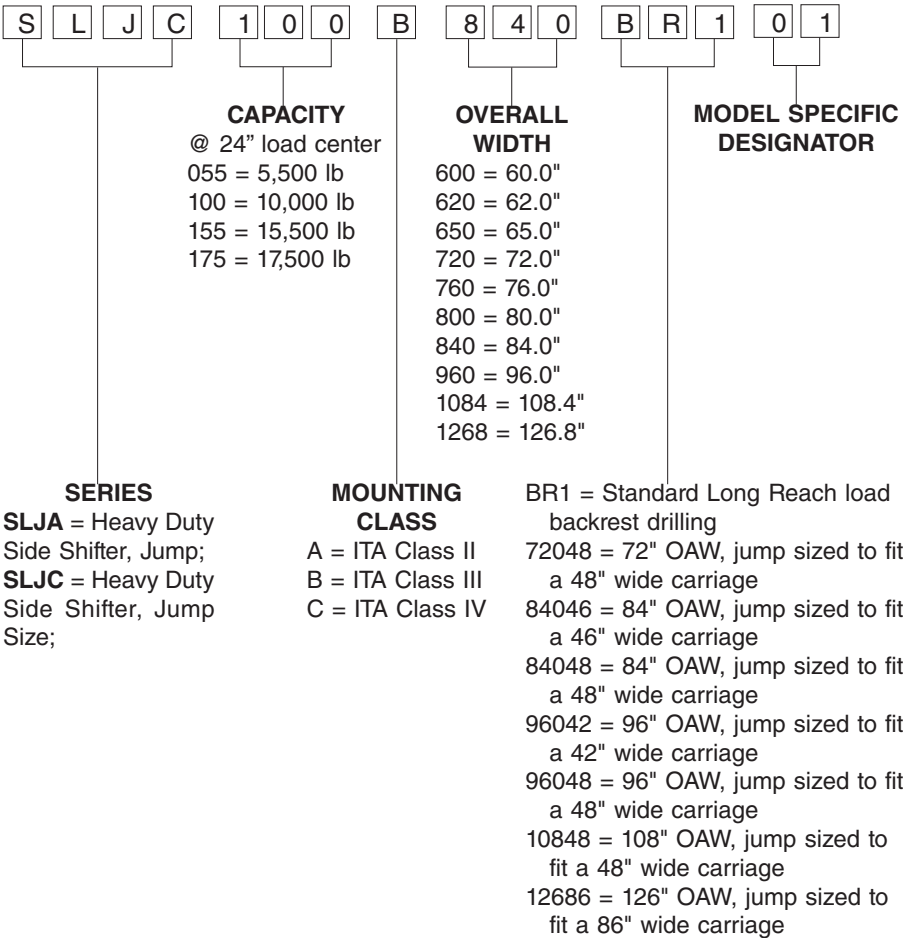 S L J C 1 0 0 B 8 4 0 B R 1 0 1
CAPACITY
@ 24” load center
055 = 5,500 lb
100 = 10,000 lb
155 = 15,500 lb
175 = 17,500 lb
OVERALL
WIDTH
600 = 60.0"
620 = 62.0"
650 = 65.0"
720 = 72.0"
760 = 76.0"
800 = 80.0"
840 = 84.0"
960 = 96.0"
1084 = 108.4"
1268 = 126.8"
MODEL SPECIFIC
DESIGNATOR
SERIES
SLJA = Heavy Duty
Side Shifter, Jump;
SLJC = Heavy Duty
Side Shifter, Jump
Size;
MOUNTING
CLASS
A = ITA Class II
B = ITA Class III
C = ITA Class IV
BR1 = Standard Long Reach load
backrest drilling
72048 = 72" OAW, jump sized to fit
a 48" wide carriage
84046 = 84" OAW, jump sized to fit
a 46" wide carriage
84048 = 84" OAW, jump sized to fit
a 48" wide carriage
96042 = 96" OAW, jump sized to fit
a 42" wide carriage
96048 = 96" OAW, jump sized to fit
a 48" wide carriage
10848 = 108" OAW, jump sized to
fit a 48" wide carriage
12686 = 126" OAW, jump sized to
fit a 86" wide carriage